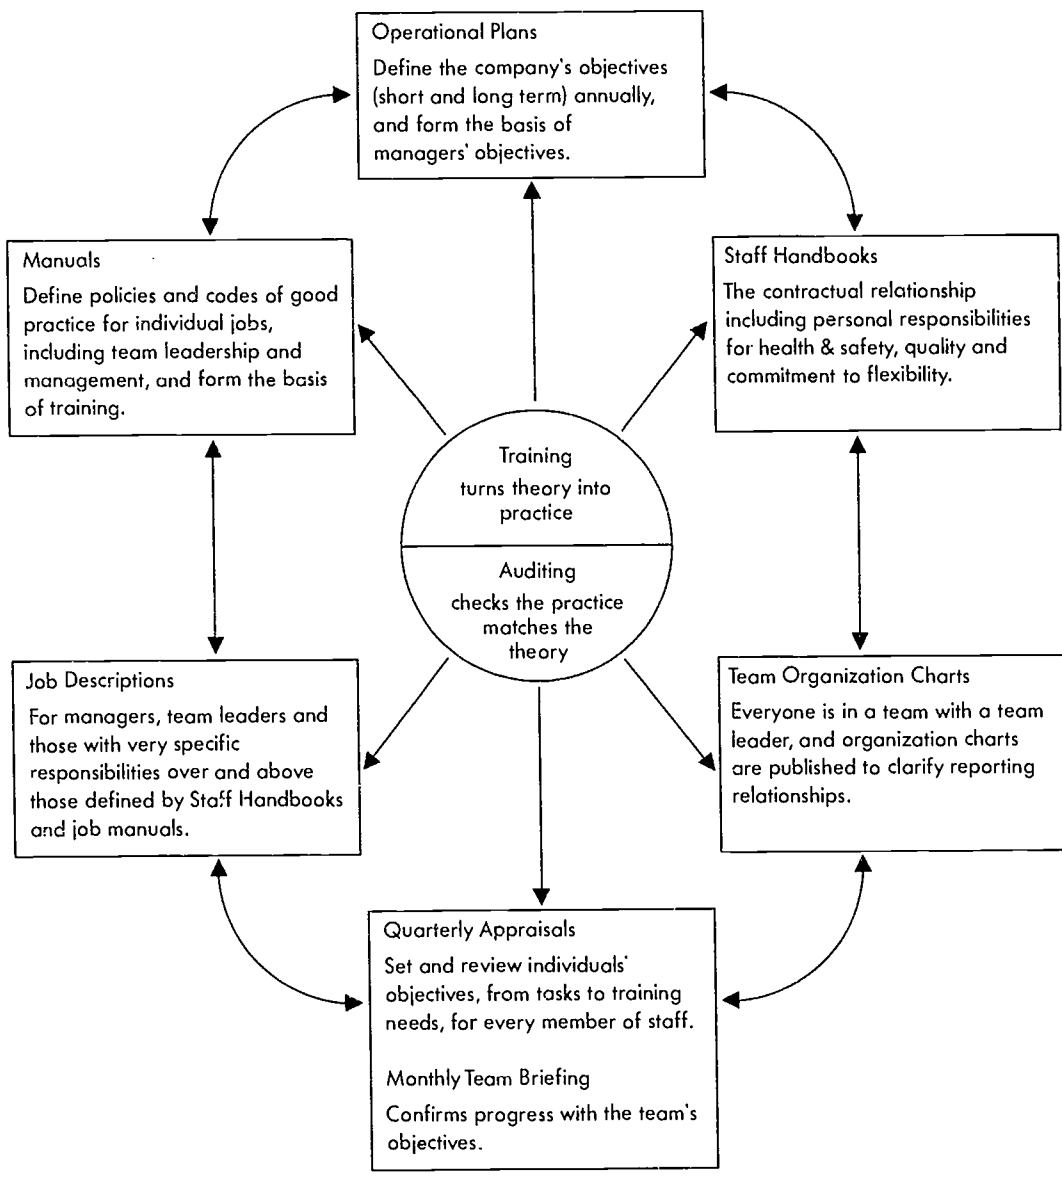 Operational Plans
Define the company's objectives
(short and long term) annually,
and form the basis of
managers' objectives.
Manuals
Define policies and codes of good
practice for individual jobs,
including team leadership and
management, and form the basis
of training.
Staff Handbooks
The contractual relationship
including personal responsibilities
for health & safety, quality and
commitment to flexibility.
Training
turns theory into
practice
Auditing
checks the practice
matches the
theory
Job Descriptions
For managers, team leaders and
those with very specific
responsibilities over and above
those defined by Staff Handbooks
and job manuals.
Team Organization Charts
Everyone is in a team with a team
leader, and organization charts
are published to clarify reporting
relationships.
Quarterly Appraisals
Set and review individuals'
objectives, from tasks to training
needs, for every member of staff.
Monthly Team Briefing
Confirms progress with the team's
objectives.